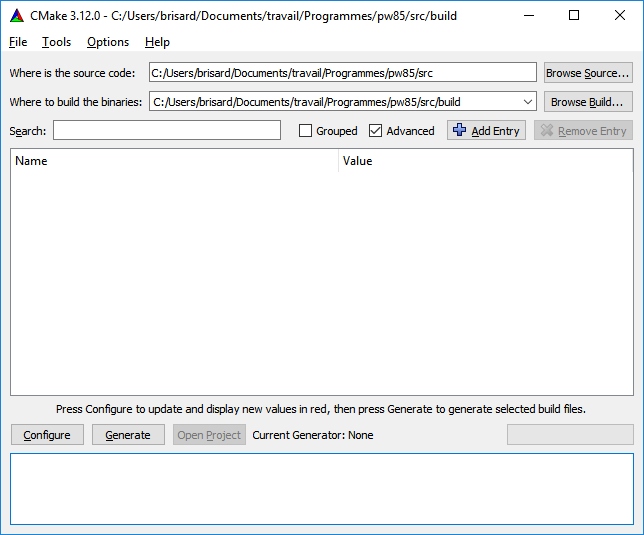 CMake 3.12.0 - C:/Users/brisard/Documents/travail/Programmes/pw85/src/build
File Tools Options Help
Where is the source code: C:/Users/brisard/Documents/travail/Programmes/pw85/src Browse Source...
Where to build the binaries: C:/Users/brisard/Documents/travail/Programmes/pw85/src/build Browse Build...
Search: Grouped Advanced Add Entry Remove Entry
Name Value
Press Configure to update and display new values in red, then press Generate to generate selected build files.
Configure Generate Open Project Current Generator: None